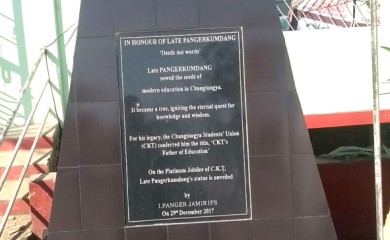 IN HONOUR OF LATE PANGERKUMDANG
'Deeds not words'
Late PANGERKUMDANG
sowed the seeds of
modern education in Changtongya.
It became a tree, igniting the eternal quest for
knowledge and wisdom.
For his legacy, the Changtongya Students' Union
(CKT) conferred him the title, 'CKT's
Father of Education'
On the Platinum Jubilee of C.K.T,
Late Pangerkumdang's statue is unveiled
by
I.PANGER JAMIR IFS
On 29th December 2017